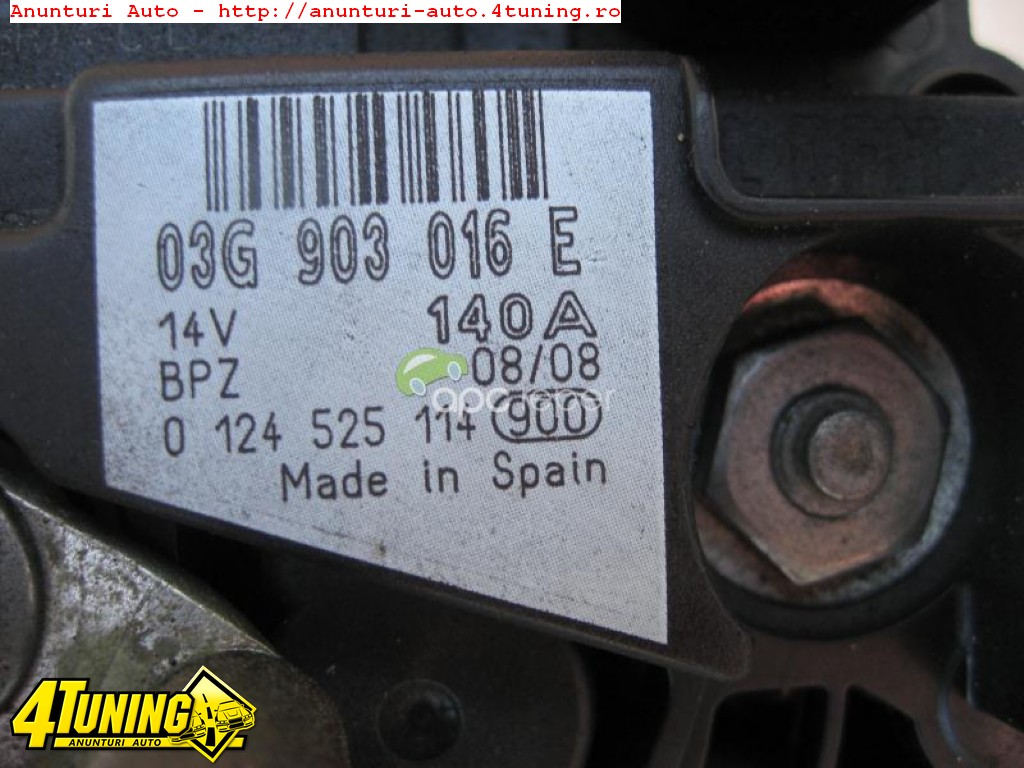 Anunturi Auto - http://anunturi-auto.4tuning.ro
03G 903 016 E
14V 140A
BPZ 08/08
0 124 525 114 900
Made in Spain
4TUNING
ANUNTURI AUTO